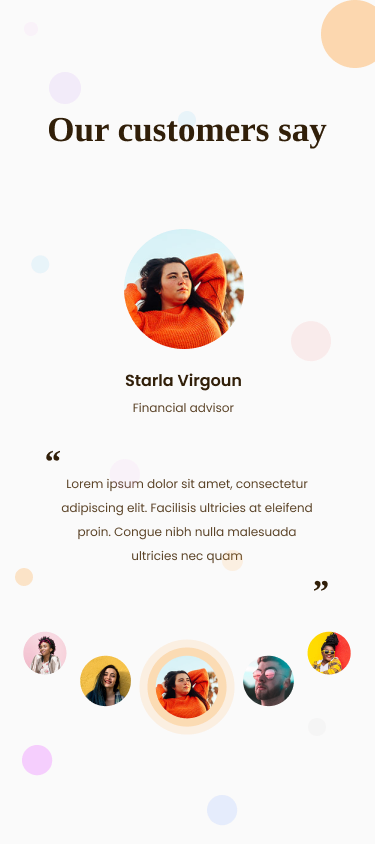 Our customers say
Starla Virgoun
Financial advisor
“
Lorem ipsum dolor sit amet, consectetur
adipiscing elit. Facilisis ultricies at eleifend
proin. Congue nibh nulla malesuada
ultricies nec quam
”